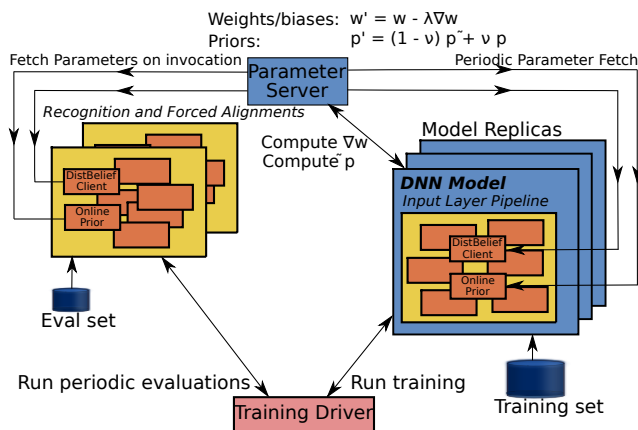 Weights/biases: w' = w - λ∇w
Priors: p' = (1 - ν) p̃ + ν p
Fetch Parameters on invocation
Periodic Parameter Fetch
Parameter
Server
Recognition and Forced Alignments
Compute ∇w
Compute p̃
Model Replicas
DNN Model
Input Layer Pipeline
DistBelief
Client
Online
Prior
DistBelief
Client
Online
Prior
Eval set
Training set
Run periodic evaluations
Run training
Training Driver